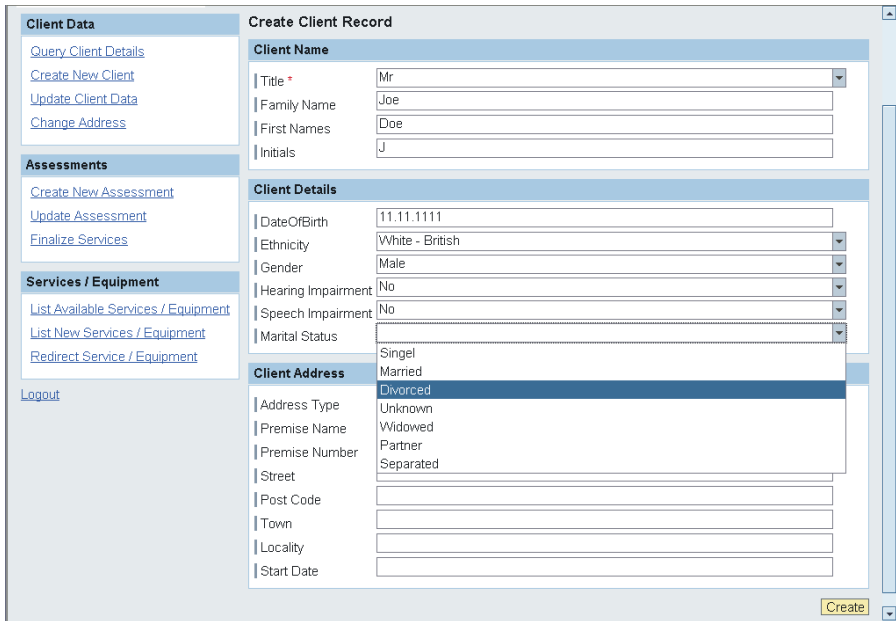 Client Data
Query Client Details
Create New Client
Update Client Data
Change Address
Assessments
Create New Assessment
Update Assessment
Finalize Services
Services / Equipment
List Available Services / Equipment
List New Services / Equipment
Redirect Service / Equipment
Logout
Create Client Record
Client Name
Title * Mr
Family Name Joe
First Names Doe
Initials J
Client Details
DateOfBirth 11.11.1111
Ethnicity White - British
Gender Male
Hearing Impairment No
Speech Impairment No
Marital Status
Singel
Married
Divorced
Unknown
Widowed
Partner
Separated
Client Address
Address Type
Premise Name
Premise Number
Street
Post Code
Town
Locality
Start Date
Create